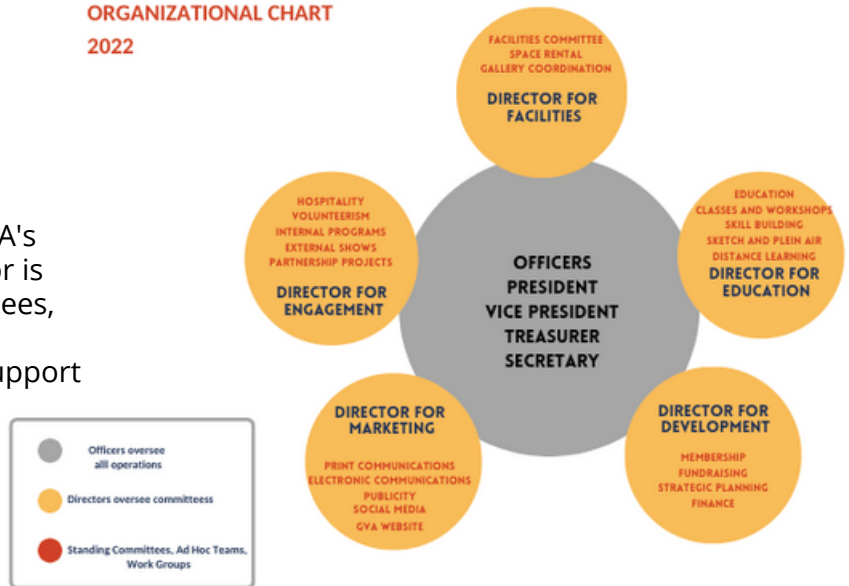 ORGANIZATIONAL CHART
2022
FACILITIES COMMITTEE
SPACE RENTAL
GALLERY COORDINATION
DIRECTOR FOR
FACILITIES
HOSPITALITY
VOLUNTEERISM
INTERNAL PROGRAMS
EXTERNAL SHOWS
PARTNERSHIP PROJECTS
DIRECTOR FOR
ENGAGEMENT
EDUCATION
CLASSES AND WORKSHOPS
SKILL BUILDING
SKETCH AND PLEIN AIR
DISTANCE LEARNING
DIRECTOR FOR
EDUCATION
OFFICERS
PRESIDENT
VICE PRESIDENT
TREASURER
SECRETARY
A's
r is
ees,
upport
DIRECTOR FOR
MARKETING
PRINT COMMUNICATIONS
ELECTRONIC COMMUNICATIONS
PUBLICITY
SOCIAL MEDIA
GVA WEBSITE
DIRECTOR FOR
DEVELOPMENT
MEMBERSHIP
FUNDRAISING
STRATEGIC PLANNING
FINANCE
Officers oversee
alll operations
Directors oversee committeess
Standing Committees, Ad Hoc Teams,
Work Groups